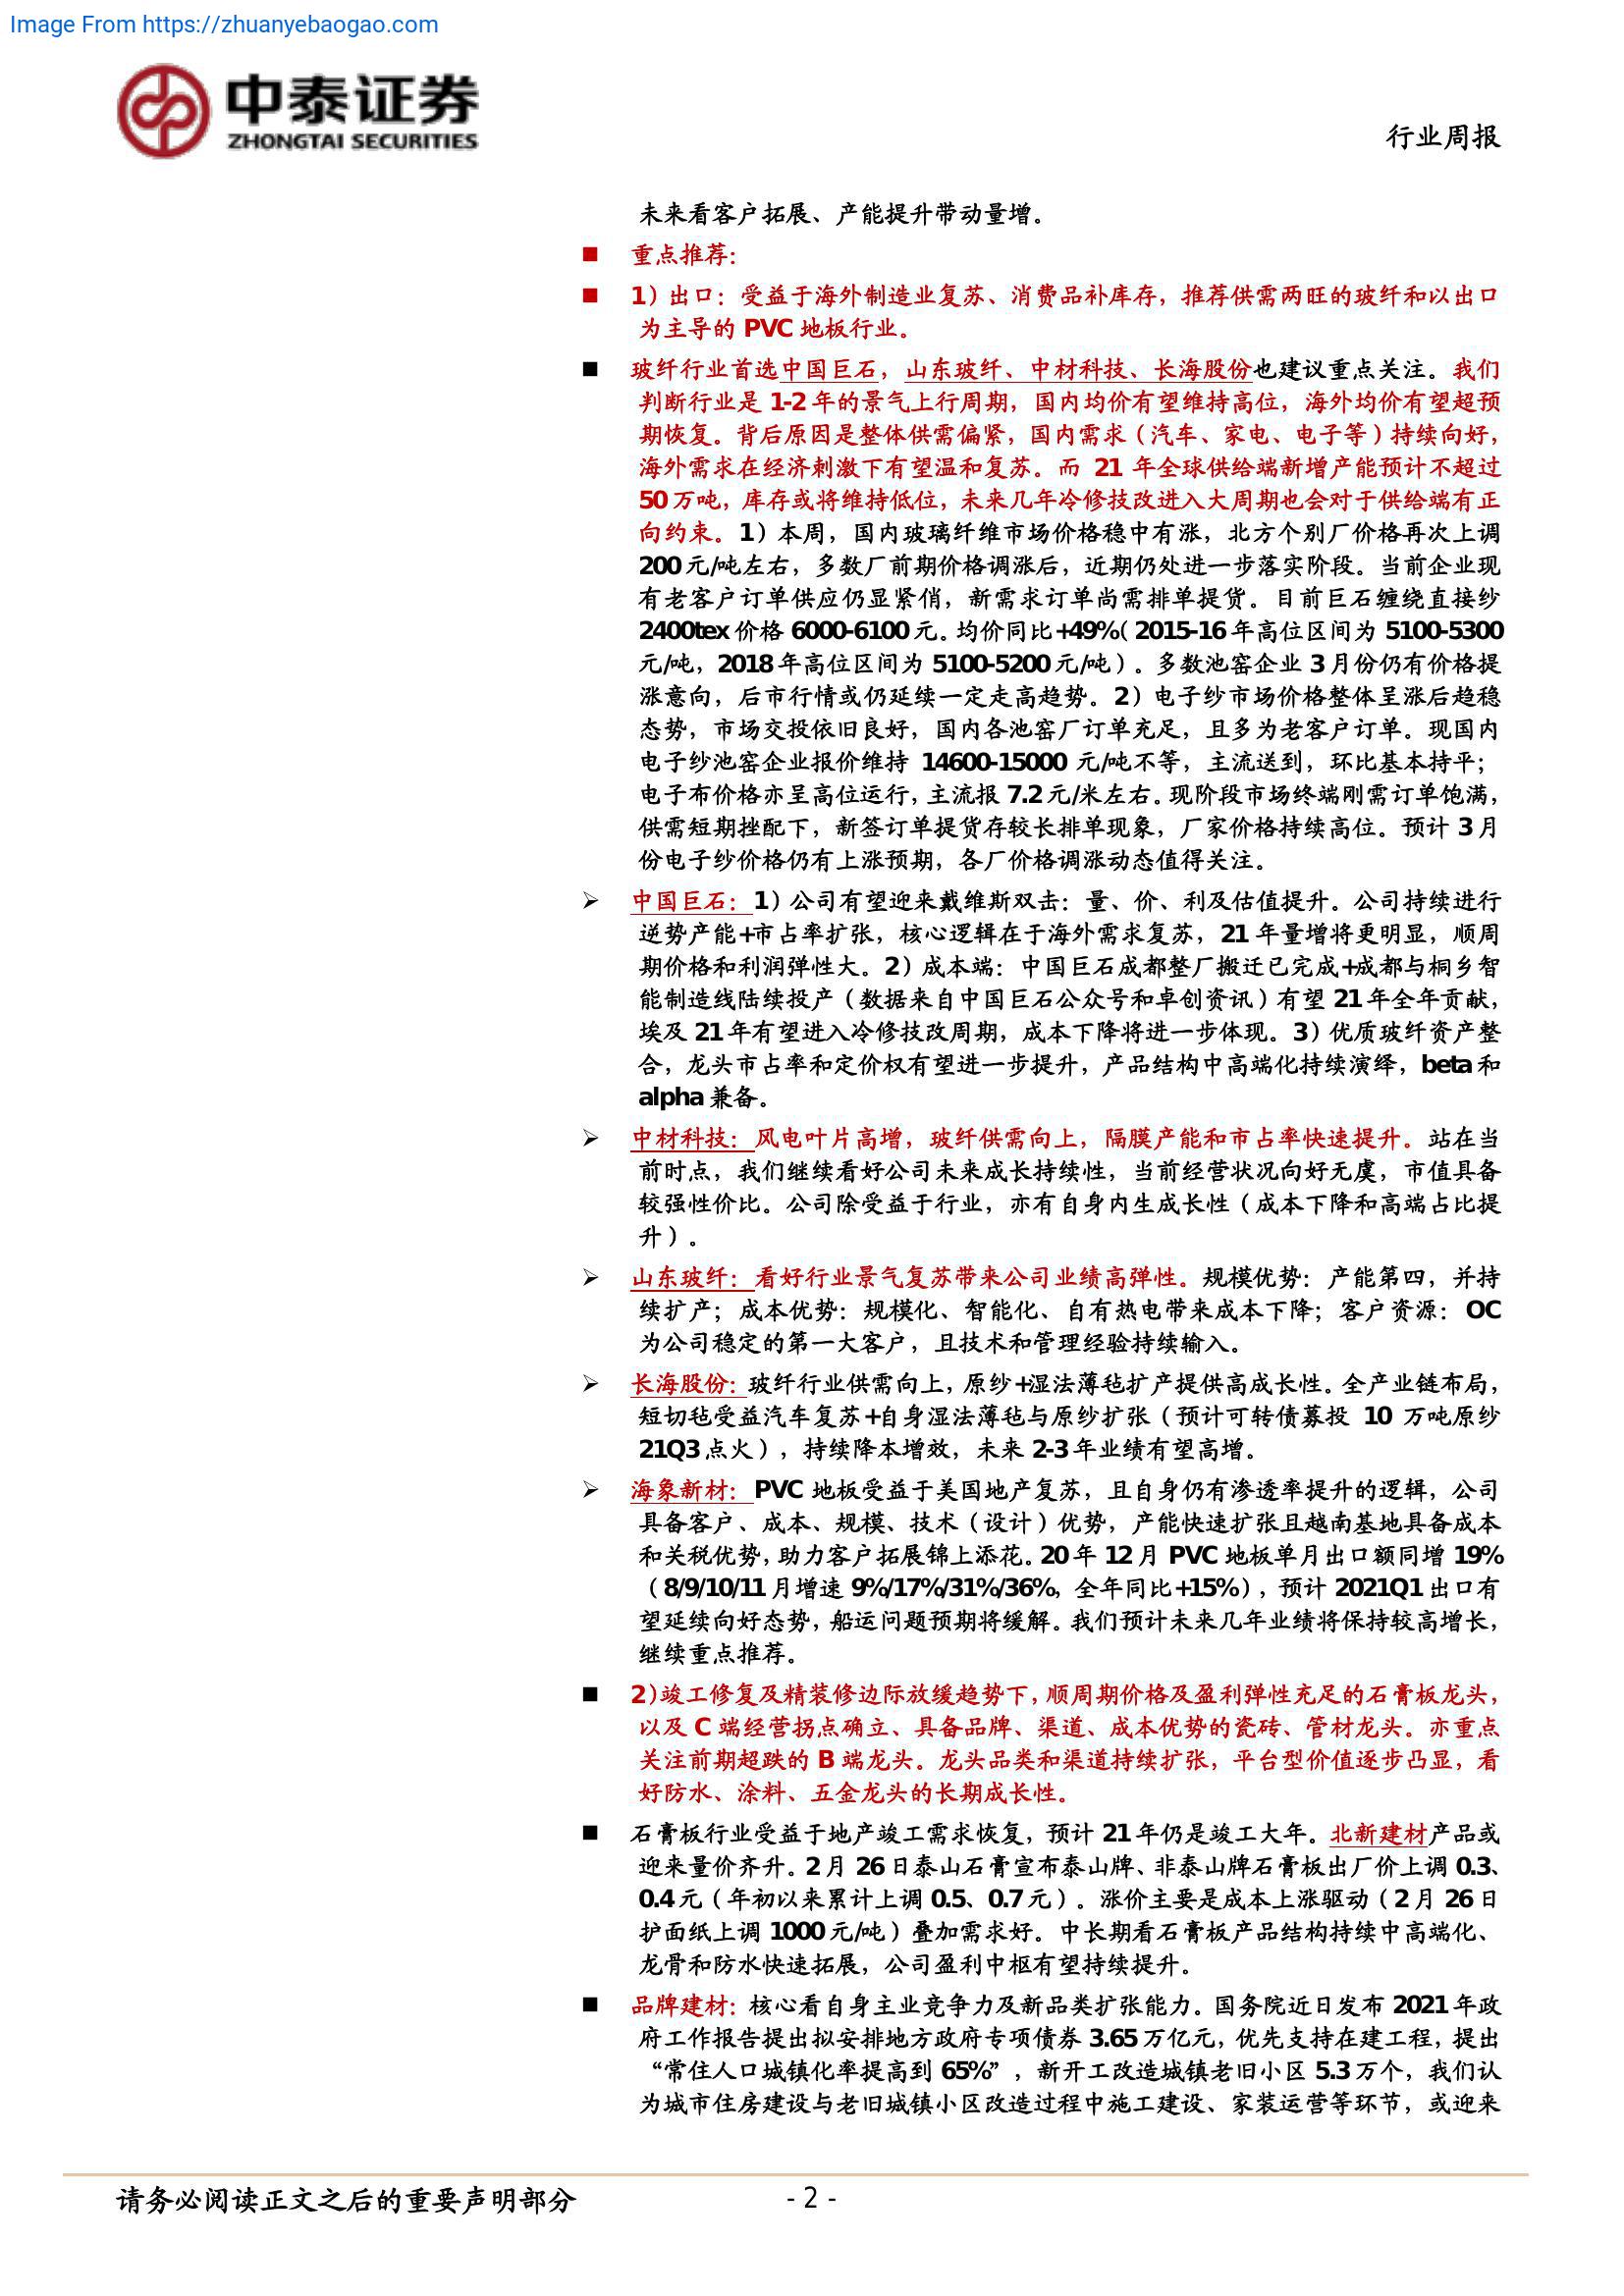 Image From https://zhuanyebaogao.com
中泰证券
ZHONGTAI SECURITIES
行业周报
未来看客户拓展、产能提升带动量增。
■ 重点推荐：
■ 1）出口：受益于海外制造业复苏、消费品补库存，推荐供需两旺的玻纤和以出口
为主导的 PVC 地板行业。
■ 玻纤行业首选中国巨石，山东玻纤、中材科技、长海股份也建议重点关注。我们
判断行业是 1-2 年的景气上行周期，国内均价有望维持高位，海外均价有望超预
期恢复。背后原因是整体供需偏紧，国内需求（汽车、家电、电子等）持续向好，
海外需求在经济刺激下有望温和复苏。而 21 年全球供给端新增产能预计不超过
50 万吨，库存或将维持低位，未来几年冷修技改进入大周期也会对于供给端有正
向约束。1）本周，国内玻璃纤维市场价格稳中有涨，北方个别厂价格再次上调
200 元/吨左右，多数厂前期价格调涨后，近期仍处进一步落实阶段。当前企业现
有老客户订单供应仍显紧俏，新需求订单尚需排单提货。目前巨石缠绕直接纱
2400tex 价格 6000-6100 元。均价同比+49%（2015-16 年高位区间为 5100-5300
元/吨，2018 年高位区间为 5100-5200 元/吨）。多数池窑企业 3 月份仍有价格提
涨意向，后市行情或仍延续一定走高趋势。2）电子纱市场价格整体呈涨后趋稳
态势，市场交投依旧良好，国内各池窑厂订单充足，且多为老客户订单。现国内
电子纱池窑企业报价维持 14600-15000 元/吨不等，主流送到，环比基本持平；
电子布价格亦呈高位运行，主流报 7.2 元/米左右。现阶段市场终端刚需订单饱满，
供需短期挫配下，新签订单提货存较长排单现象，厂家价格持续高位。预计 3 月
份电子纱价格仍有上涨预期，各厂价格调涨动态值得关注。
➢ 中国巨石：1）公司有望迎来戴维斯双击：量、价、利及估值提升。公司持续进行
逆势产能+市占率扩张，核心逻辑在于海外需求复苏，21 年量增将更明显，顺周
期价格和利润弹性大。2）成本端：中国巨石成都整厂搬迁已完成+成都与桐乡智
能制造线陆续投产（数据来自中国巨石公众号和卓创资讯）有望 21 年全年贡献，
埃及 21 年有望进入冷修技改周期，成本下降将进一步体现。3）优质玻纤资产整
合，龙头市占率和定价权有望进一步提升，产品结构中高端化持续演绎，beta 和
alpha 兼备。
➢ 中材科技：风电叶片高增，玻纤供需向上，隔膜产能和市占率快速提升。站在当
前时点，我们继续看好公司未来成长持续性，当前经营状况向好无虞，市值具备
较强性价比。公司除受益于行业，亦有自身内生成长性（成本下降和高端占比提
升）。
➢ 山东玻纤：看好行业景气复苏带来公司业绩高弹性。规模优势：产能第四，并持
续扩产；成本优势：规模化、智能化、自有热电带来成本下降；客户资源：OC
为公司稳定的第一大客户，且技术和管理经验持续输入。
➢ 长海股份：玻纤行业供需向上，原纱+湿法薄毡扩产提供高成长性。全产业链布局，
短切毡受益汽车复苏+自身湿法薄毡与原纱扩张（预计可转债募投 10 万吨原纱
21Q3 点火），持续降本增效，未来 2-3 年业绩有望高增。
➢ 海象新材：PVC 地板受益于美国地产复苏，且自身仍有渗透率提升的逻辑，公司
具备客户、成本、规模、技术（设计）优势，产能快速扩张且越南基地具备成本
和关税优势，助力客户拓展锦上添花。20 年 12 月 PVC 地板单月出口额同增 19%
（8/9/10/11 月增速 9%/17%/31%/36%，全年同比+15%），预计 2021Q1 出口有
望延续向好态势，船运问题预期将缓解。我们预计未来几年业绩将保持较高增长，
继续重点推荐。
■ 2)竣工修复及精装修边际放缓趋势下，顺周期价格及盈利弹性充足的石膏板龙头，
以及 C 端经营拐点确立、具备品牌、渠道、成本优势的瓷砖、管材龙头。亦重点
关注前期超跌的 B 端龙头。龙头品类和渠道持续扩张，平台型价值逐步凸显，看
好防水、涂料、五金龙头的长期成长性。
■ 石膏板行业受益于地产竣工需求恢复，预计 21 年仍是竣工大年。北新建材产品或
迎来量价齐升。2 月 26 日泰山石膏宣布泰山牌、非泰山牌石膏板出厂价上调 0.3、
0.4 元（年初以来累计上调 0.5、0.7 元）。涨价主要是成本上涨驱动（2 月 26 日
护面纸上调 1000 元/吨）叠加需求好。中长期看石膏板产品结构持续中高端化、
龙骨和防水快速拓展，公司盈利中枢有望持续提升。
■ 品牌建材：核心看自身主业竞争力及新品类扩张能力。国务院近日发布 2021 年政
府工作报告提出拟安排地方政府专项债券 3.65 万亿元，优先支持在建工程，提出
“常住人口城镇化率提高到 65%”，新开工改造城镇老旧小区 5.3 万个，我们认
为城市住房建设与老旧城镇小区改造过程中施工建设、家装运营等环节，或迎来
请务必阅读正文之后的重要声明部分
- 2 -